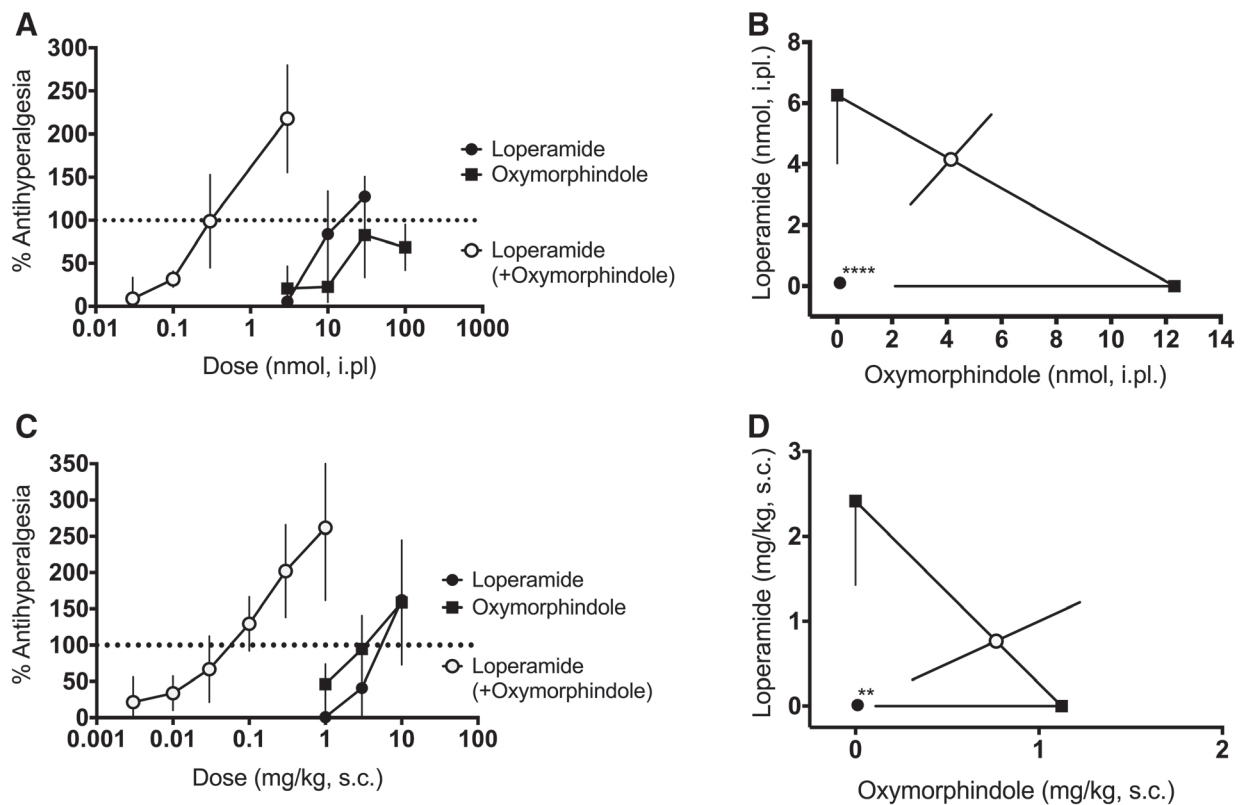 A
300
250
200
150
100
50
0
% Antihyperalgesia
0.01 0.1 1 10 100 1000
Dose (nmol, i.pl)
Loperamide
Oxymorphindole
Loperamide
(+Oxymorphindole)
B
8
6
4
2
0
Loperamide (nmol, i.pl.)
****
0 2 4 6 8 10 12 14
Oxymorphindole (nmol, i.pl.)
C
350
300
250
200
150
100
50
0
% Antihyperalgesia
0.001 0.01 0.1 1 10 100
Dose (mg/kg, s.c.)
Loperamide
Oxymorphindole
Loperamide
(+Oxymorphindole)
D
3
2
1
0
Loperamide (mg/kg, s.c.)
**
0 1 2
Oxymorphindole (mg/kg, s.c.)